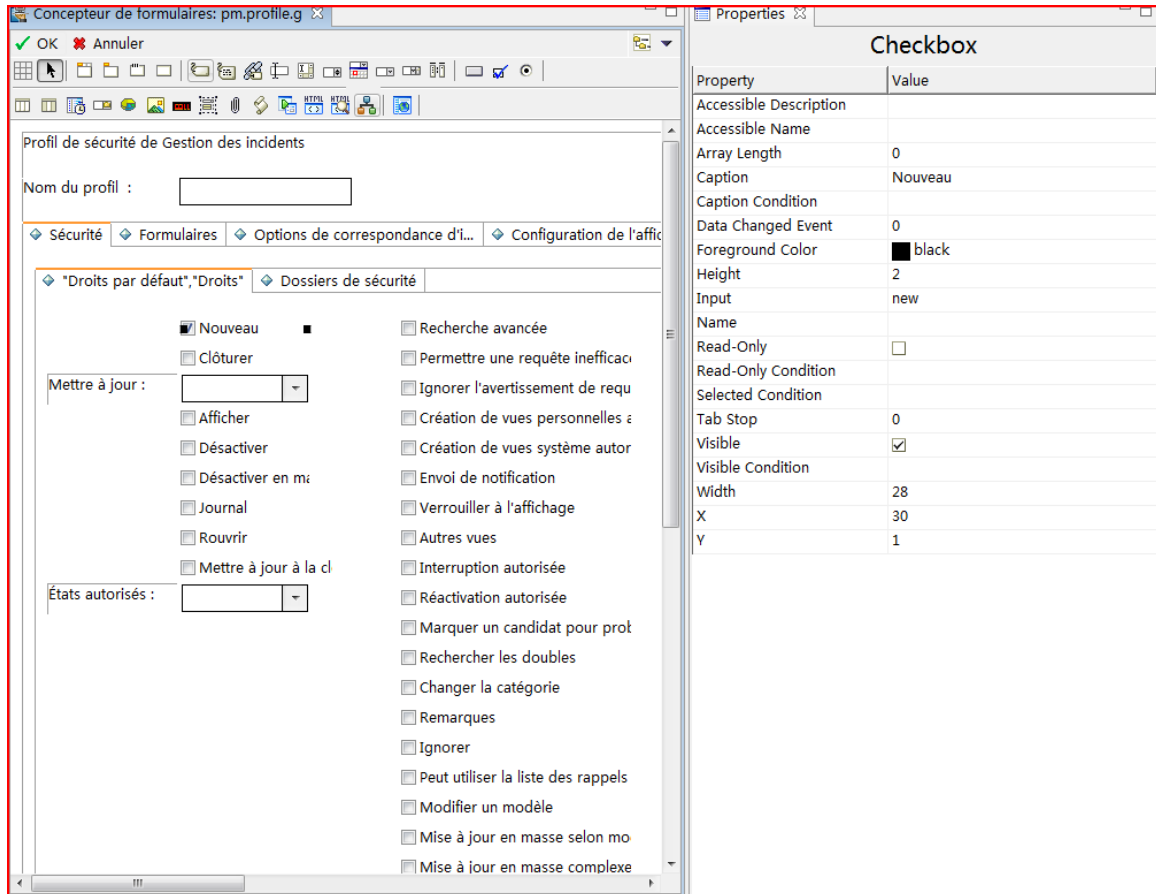 Concepteur de formulaires: pm.profile.g
OK Annuler
Profil de sécurité de Gestion des incidents
Nom du profil :
Sécurité Formulaires Options de correspondance d'i... Configuration de l'affic
"Droits par défaut","Droits" Dossiers de sécurité
Nouveau
Clôturer
Mettre à jour :
Afficher
Désactiver
Désactiver en ma
Journal
Rouvrir
Mettre à jour à la cl
États autorisés :
Recherche avancée
Permettre une requête inefficac
Ignorer l'avertissement de requ
Création de vues personnelles a
Création de vues système autor
Envoi de notification
Verrouiller à l'affichage
Autres vues
Interruption autorisée
Réactivation autorisée
Marquer un candidat pour prob
Rechercher les doubles
Changer la catégorie
Remarques
Ignorer
Peut utiliser la liste des rappels
Modifier un modèle
Mise à jour en masse selon mo
Mise à jour en masse complexe
Properties
Checkbox
Property Value
Accessible Description
Accessible Name
Array Length 0
Caption Nouveau
Caption Condition
Data Changed Event 0
Foreground Color black
Height 2
Input new
Name
Read-Only
Read-Only Condition
Selected Condition
Tab Stop 0
Visible
Visible Condition
Width 28
X 30
Y 1